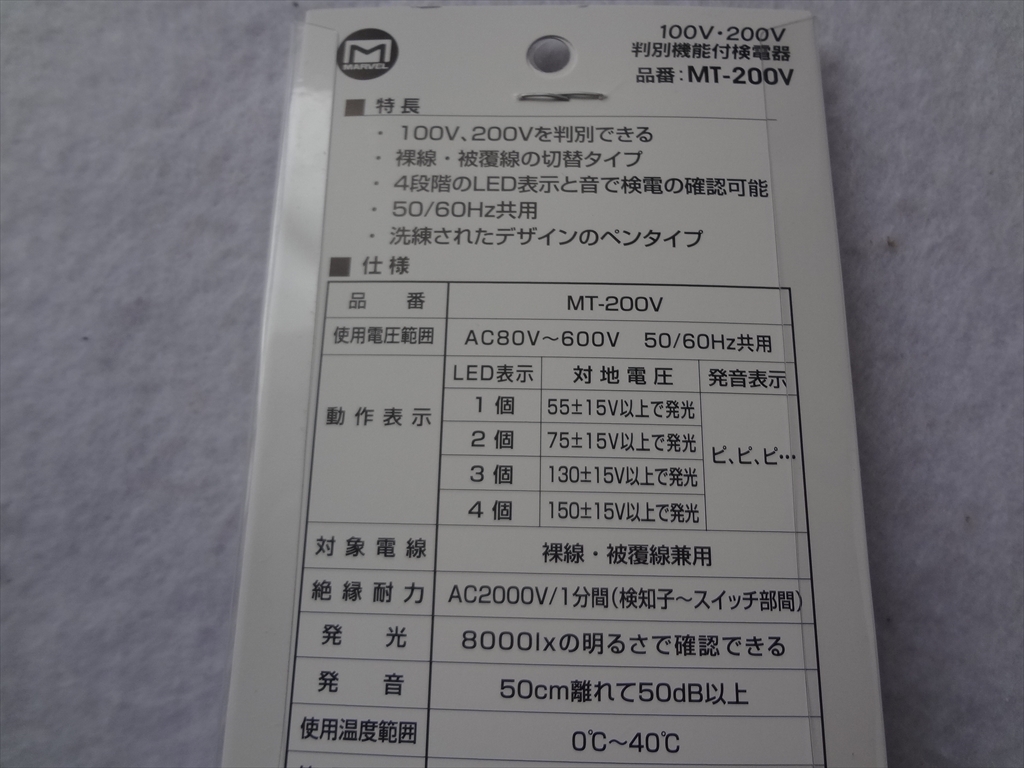 M
MARVEL
100V・200V
判別機能付検電器
品番:MT-200V
■ 特長
・ 100V、200Vを判別できる
・ 裸線・被覆線の切替タイプ
・ 4段階のLED表示と音で検電の確認可能
・ 50/60Hz共用
・ 洗練されたデザインのペンタイプ
■ 仕様
品番 MT-200V
使用電圧範囲 AC80V～600V 50/60Hz共用
動作表示 LED表示 対地電圧 発音表示
1個 55±15V以上で発光
2個 75±15V以上で発光
ピ、ピ、ピ…
3個 130±15V以上で発光
4個 150±15V以上で発光
対象電線 裸線・被覆線兼用
絶縁耐力 AC2000V/1分間(検知子～スイッチ部間)
発光 8000lxの明るさで確認できる
発音 50cm離れて50dB以上
使用温度範囲 0℃～40℃